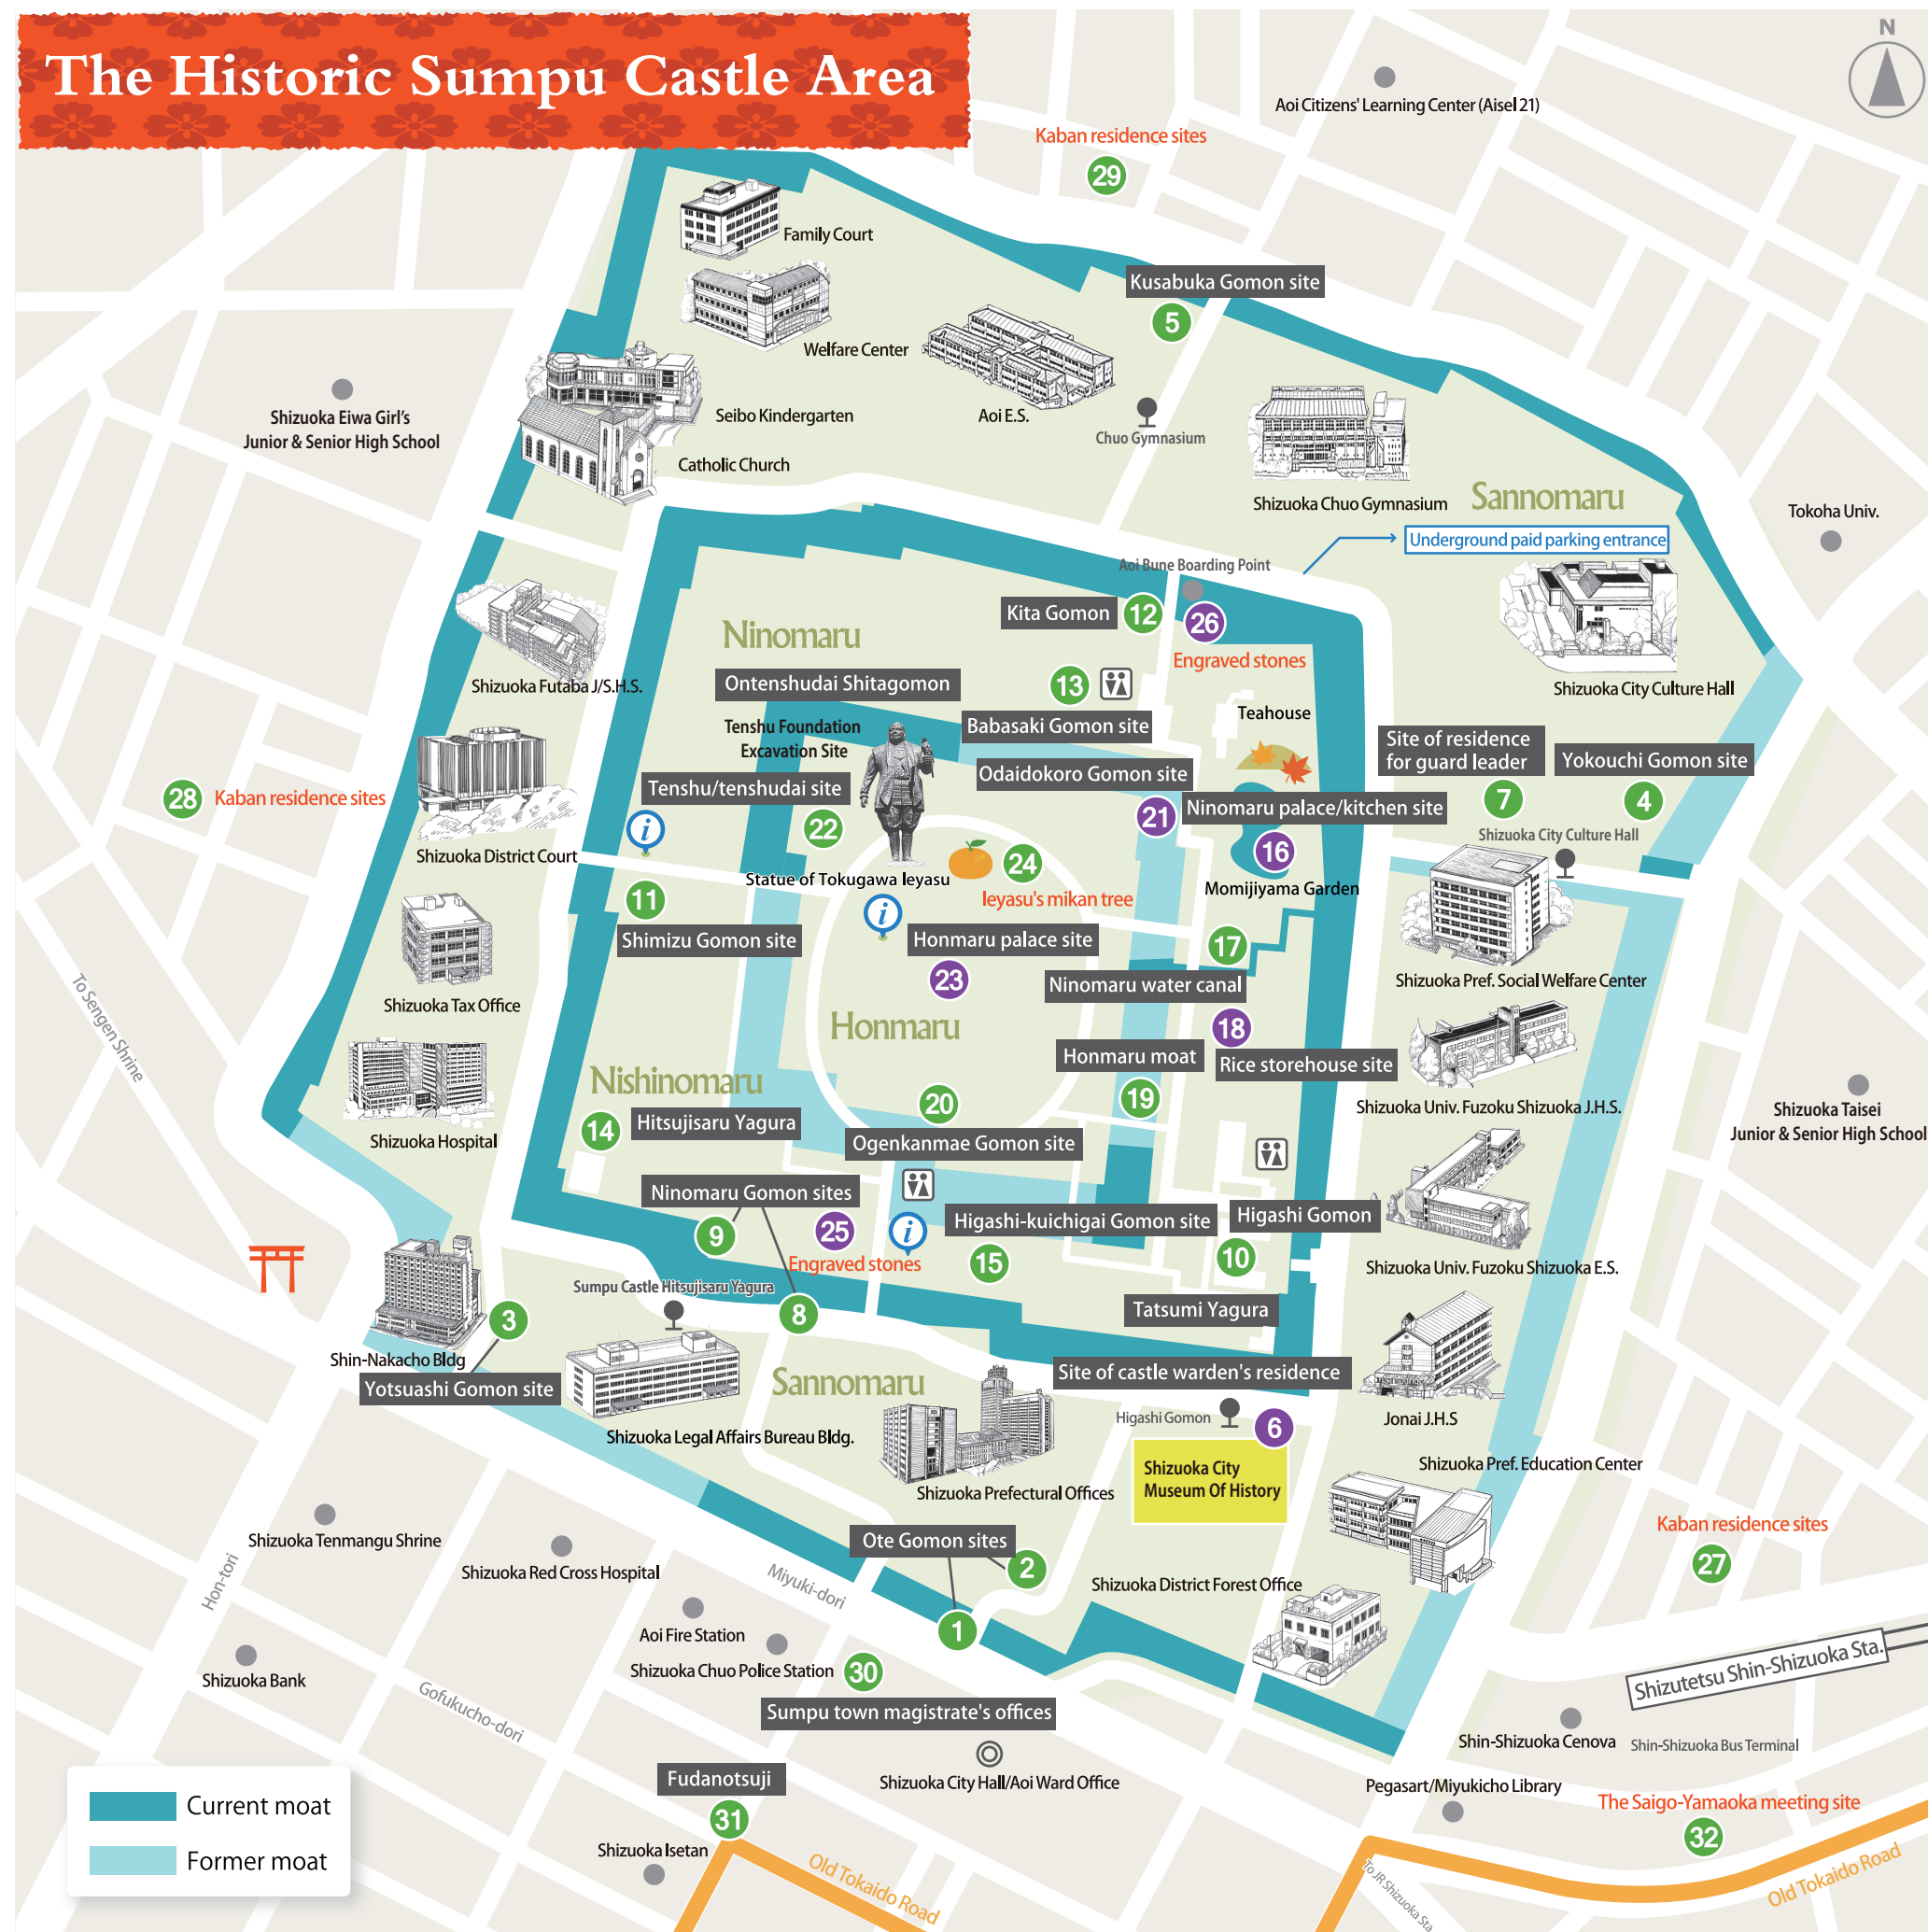 The Historic Sumpu Castle Area
N
Aoi Citizens' Learning Center (Aisel 21)
Kaban residence sites
29
Family Court
Kusabuka Gomon site
5
Welfare Center
Shizuoka Eiwa Girl's
Junior & Senior High School
Seibo Kindergarten
Aoi E.S.
Chuo Gymnasium
Catholic Church
Shizuoka Chuo Gymnasium
Sannomaru
Tokoha Univ.
Underground paid parking entrance
Aoi Bune Boarding Point
Kita Gomon
12
26
Engraved stones
Ninomaru
Shizuoka Futaba J/S.H.S.
Ontenshudai Shitagomon
13
Shizuoka City Culture Hall
Teahouse
Tenshu Foundation
Excavation Site
Babasaki Gomon site
Site of residence
for guard leader
7
Yokouchi Gomon site
4
Odaidokoro Gomon site
21
28
Kaban residence sites
Tenshu/tenshudai site
22
Ninomaru palace/kitchen site
16
Shizuoka City Culture Hall
i
Shizuoka District Court
Statue of Tokugawa Ieyasu
24
Ieyasu's mikan tree
Momijiyama Garden
11
Shimizu Gomon site
i
Honmaru palace site
23
17
Ninomaru water canal
Shizuoka Pref. Social Welfare Center
Shizuoka Tax Office
To Sengen Shrine
Honmaru
18
Rice storehouse site
Honmaru moat
19
Nishinomaru
14
Hitsujisaru Yagura
20
Ogenkanmae Gomon site
Shizuoka Univ. Fuzoku Shizuoka J.H.S.
Shizuoka Taisei
Junior & Senior High School
Shizuoka Hospital
Ninomaru Gomon sites
9
8
25
Engraved stones
i
Higashi-kuichigai Gomon site
15
Higashi Gomon
10
Shizuoka Univ. Fuzoku Shizuoka E.S.
Sumpu Castle Hitsujisaru Yagura
Tatsumi Yagura
3
Shin-Nakacho Bldg
Yotsuashi Gomon site
Sannomaru
Site of castle warden's residence
Higashi Gomon
6
Jonai J.H.S
Shizuoka Legal Affairs Bureau Bldg.
Shizuoka City
Museum Of History
Shizuoka Pref. Education Center
Shizuoka Prefectural Offices
Kaban residence sites
27
Shizuoka Tenmangu Shrine
Hon-tori
Shizuoka Red Cross Hospital
Miyuki-dori
Ote Gomon sites
2
1
Shizuoka District Forest Office
Aoi Fire Station
Shizuoka Chuo Police Station
30
Sumpu town magistrate's offices
Shizuoka Bank
Gofukucho-dori
Shizutetsu Shin-Shizuoka Sta.
Shin-Shizuoka Cenova
Shin-Shizuoka Bus Terminal
Fudanotsuji
31
Shizuoka City Hall/Aoi Ward Office
Pegasart/Miyukicho Library
The Saigo-Yamaoka meeting site
32
Shizuoka Isetan
Old Tokaido Road
To JR Shizuoka Sta.
Old Tokaido Road
Current moat
Former moat